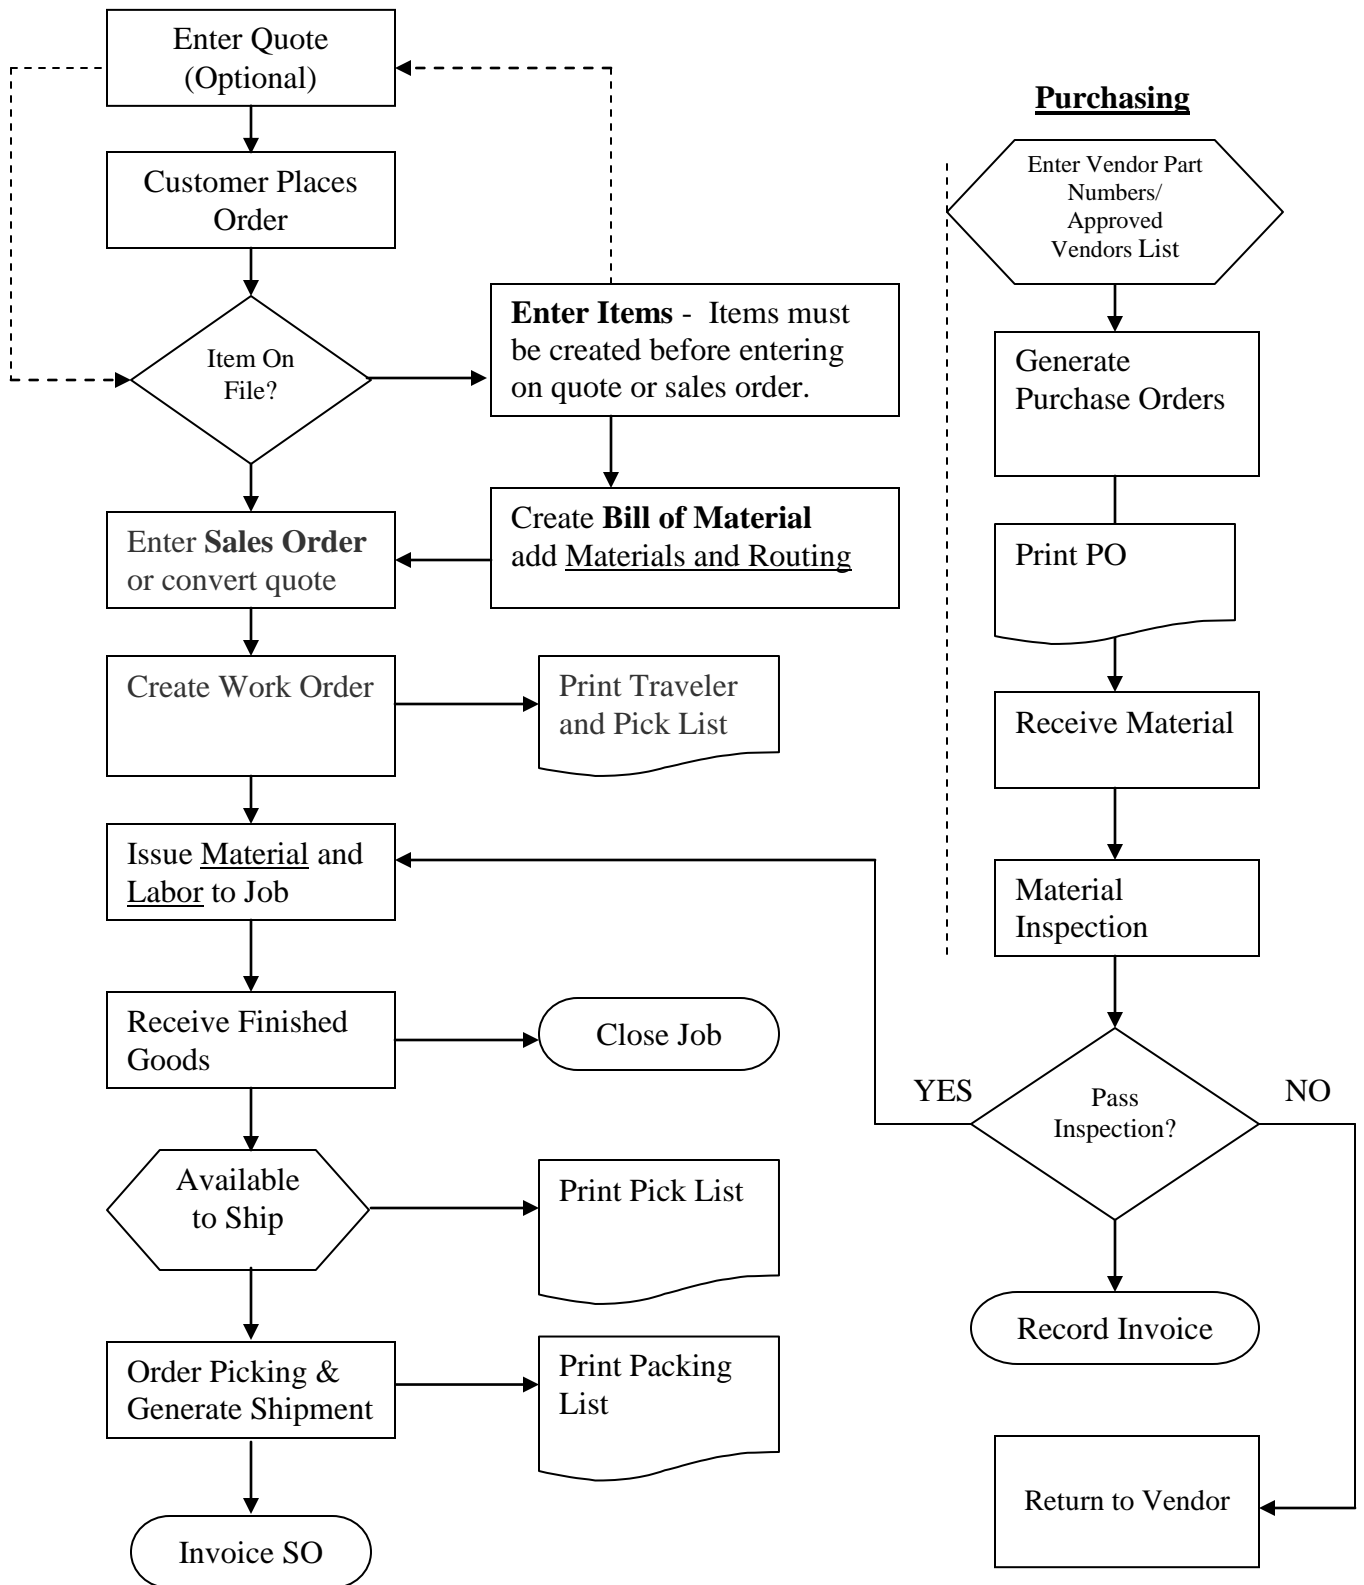 Enter Quote
(Optional)
Customer Places
Order
Item On
File?
Enter Items -  Items must
be created before entering
on quote or sales order.
Enter Sales Order
or convert quote
Create Bill of Material
add Materials and Routing
Create Work Order
Print Traveler
and Pick List
Issue Material and
Labor to Job
Receive Finished
Goods
Close Job
Available
to Ship
Print Pick List
Order Picking &
Generate Shipment
Print Packing
List
Invoice SO
Purchasing
Enter Vendor Part
Numbers/
Approved
Vendors List
Generate
Purchase Orders
Print PO
Receive Material
Material
Inspection
YES
Pass
Inspection?
NO
Record Invoice
Return to Vendor